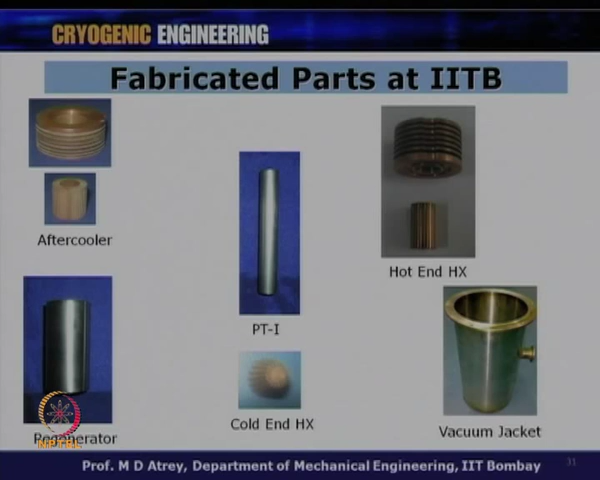 CRYOGENIC ENGINEERING
Fabricated Parts at IITB
Aftercooler
Hot End HX
PT-I
Regenerator
Cold End HX
Vacuum Jacket
NPTEL
Prof. M D Atrey, Department of Mechanical Engineering, IIT Bombay
31